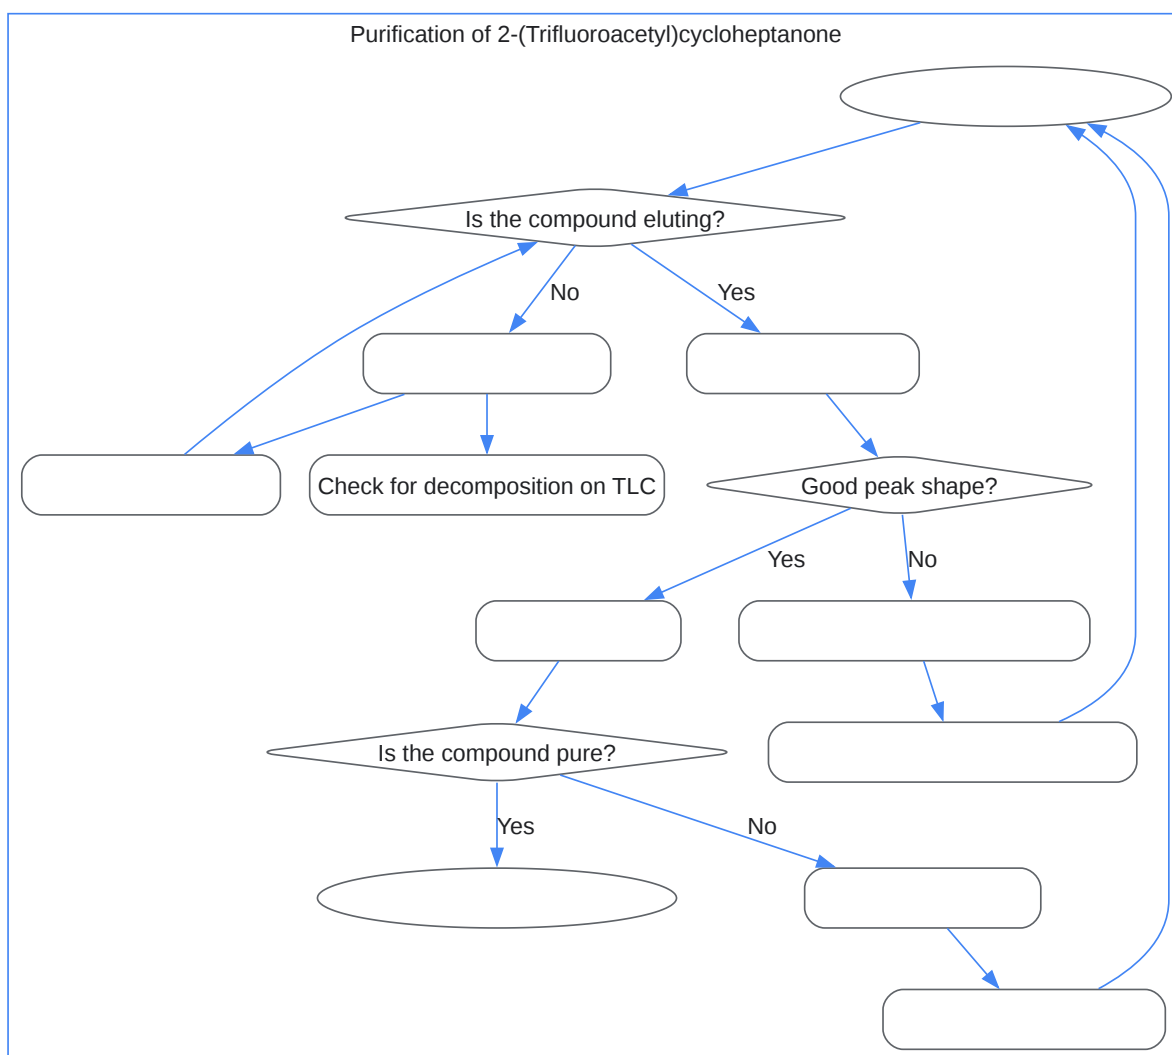 Purification of 2-(Trifluoroacetyl)cycloheptanone
Is the compound eluting?
No
Yes
Check for decomposition on TLC
Good peak shape?
Yes
No
Is the compound pure?
Yes
No